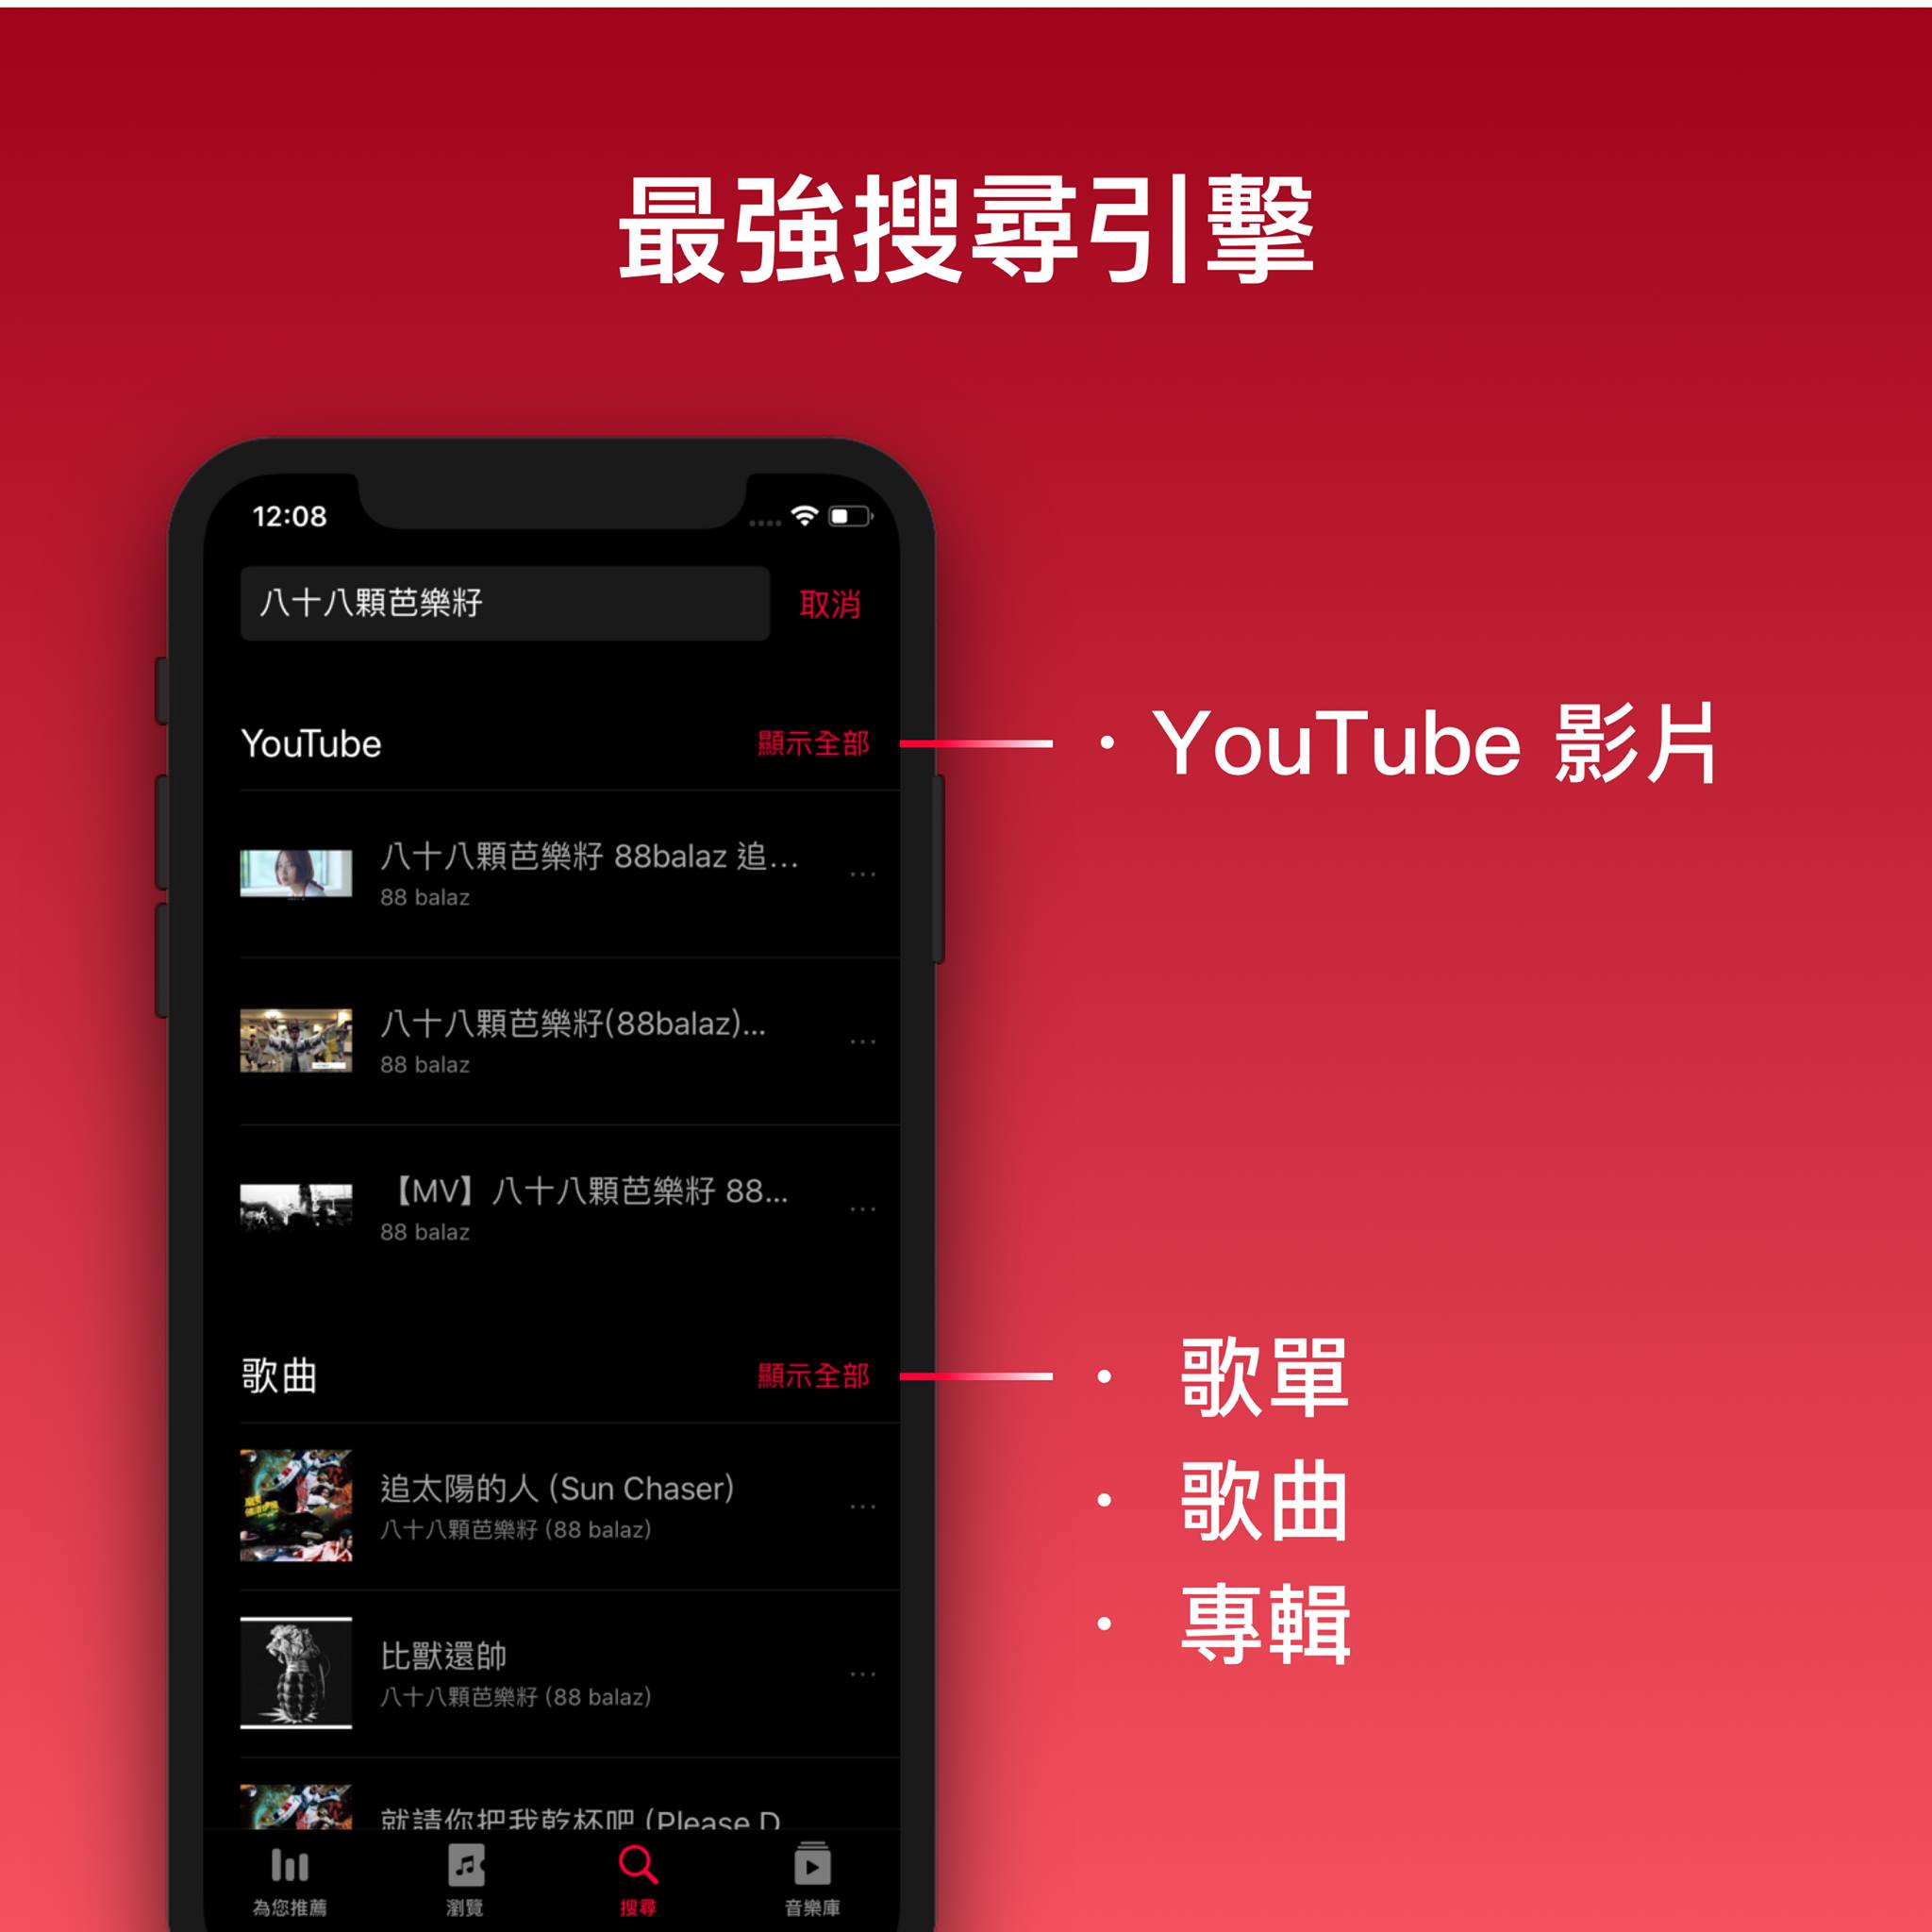 最強搜尋引擊
12:08
八十八顆芭樂籽 取消
YouTube 顯示全部
· YouTube 影片
八十八顆芭樂籽 88balaz 追...
88 balaz
八十八顆芭樂籽(88balaz)...
88 balaz
【MV】八十八顆芭樂籽 88...
88 balaz
歌曲 顯示全部
· 歌單
· 歌曲
· 專輯
追太陽的人 (Sun Chaser)
八十八顆芭樂籽 (88 balaz)
比獸還帥
八十八顆芭樂籽 (88 balaz)
就請你把我乾杯吧 (Please D
為您推薦 瀏覽 搜尋 音樂庫